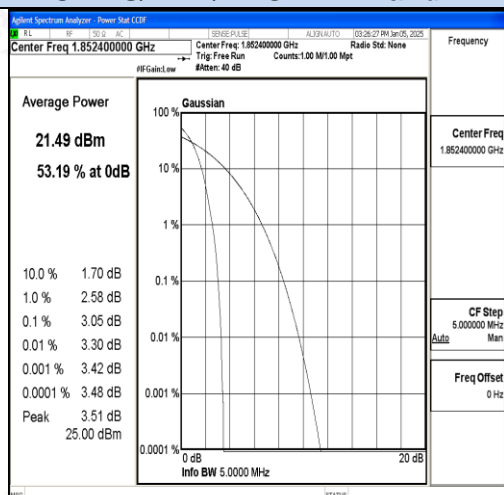 Agilent Spectrum Analyzer - Power Stat CCDF
RL RF 50 Ω AC SENSE:PULSE ALIGN AUTO 03:26:27 PM Jan 05, 2025
Center Freq 1.852400000 GHz
Center Freq: 1.852400000 GHz Radio Std: None
Trig: Free Run Counts:1.00 M/1.00 Mpt
#IFGain:Low #Atten: 40 dB
Frequency
Average Power
21.49 dBm
53.19 % at 0dB
10.0 % 1.70 dB
1.0 % 2.58 dB
0.1 % 3.05 dB
0.01 % 3.30 dB
0.001 % 3.42 dB
0.0001 % 3.48 dB
Peak 3.51 dB
25.00 dBm
Gaussian
100 %
10 %
1 %
0.1 %
0.01 %
0.001 %
0.0001 %
0 dB 20 dB
Info BW 5.0000 MHz
Center Freq
1.852400000 GHz
CF Step
5.000000 MHz
Auto Man
Freq Offset
0 Hz
MSG STATUS